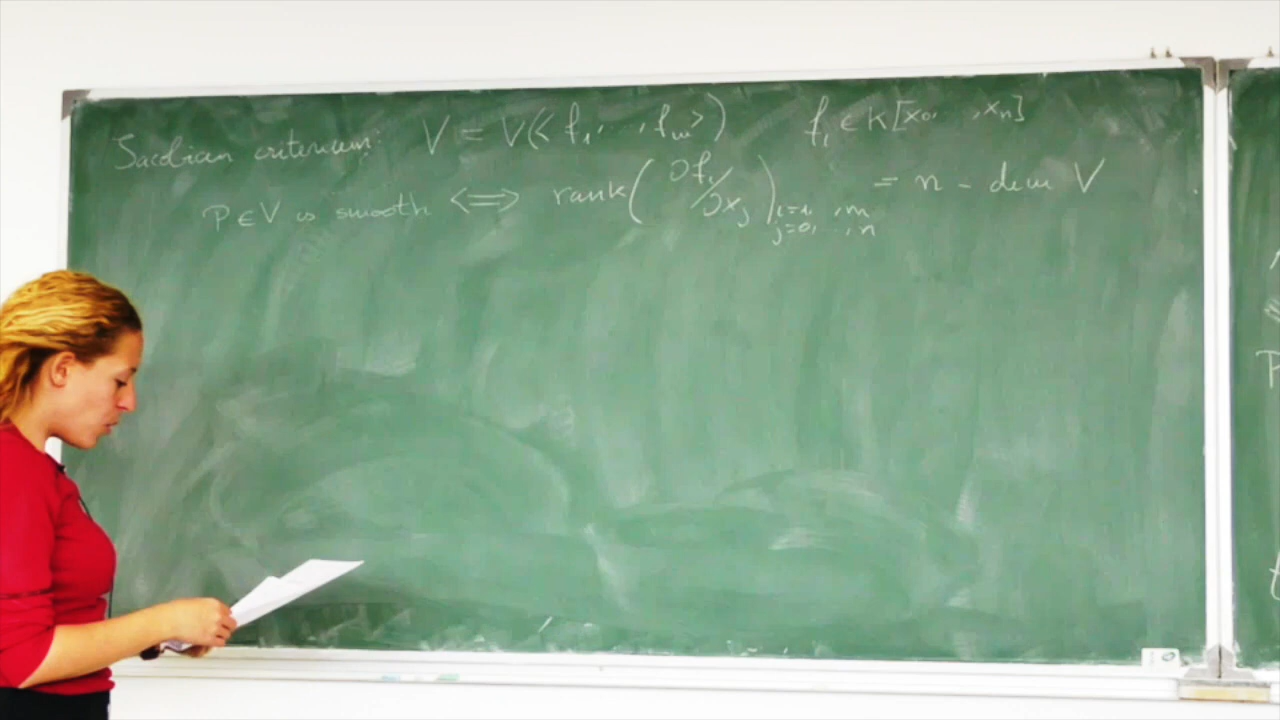 Jacobian criterium: V = V(< f₁, ..., fₘ >) fᵢ ∈ k[x₀, ..., xₙ]
P ∈ V is smooth <=> rank(∂fᵢ/∂xⱼ) i=1, ..., m j=0, ..., n = n - dim V
P